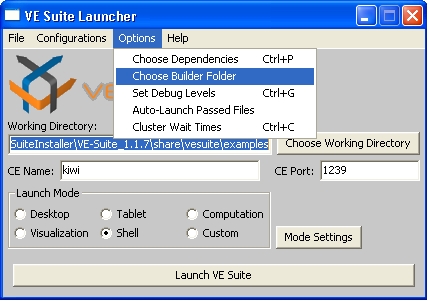 VE Suite Launcher
File Configurations Options Help
Choose Dependencies Ctrl+P
Choose Builder Folder
Set Debug Levels Ctrl+G
Auto-Launch Passed Files
Cluster Wait Times Ctrl+C
VE
Working Directory:
SuiteInstaller\VE-Suite_1.1.7\share\vesuite\examples
Choose Working Directory
CE Name: kiwi CE Port: 1239
Launch Mode
Desktop Tablet Computation
Visualization Shell Custom
Mode Settings
Launch VE Suite